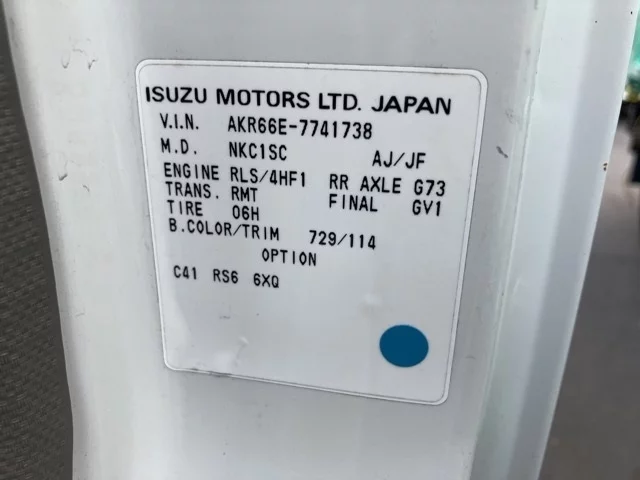 ISUZU MOTORS LTD. JAPAN
V.I.N. AKR66E-7741738
M.D. NKC1SC AJ/JF
ENGINE RLS/4HF1 RR AXLE G73
TRANS. RMT FINAL GV1
TIRE 06H
B.COLOR/TRIM 729/114
OPTION
C41 RS6 6XQ